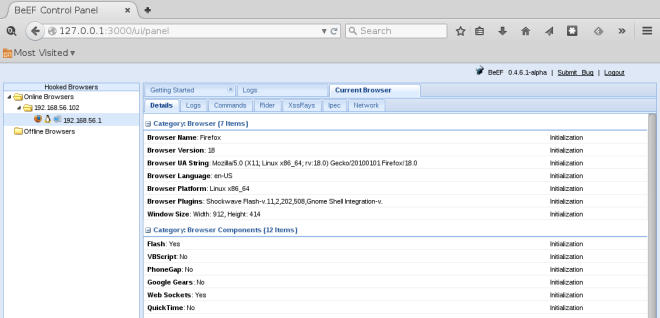 BeEF Control Panel
127.0.0.1:3000/ui/panel
Search
Most Visited
BeEF 0.4.6.1-alpha | Submit Bug | Logout
Hooked Browsers
Online Browsers
192.168.56.102
192.168.56.1
Offline Browsers
Getting Started
Logs
Current Browser
Details
Logs
Commands
Rider
XssRays
Ipec
Network
Category: Browser (7 Items)
Browser Name: Firefox Initialization
Browser Version: 18 Initialization
Browser UA String: Mozilla/5.0 (X11; Linux x86_64; rv:18.0) Gecko/20100101 Firefox/18.0 Initialization
Browser Language: en-US Initialization
Browser Platform: Linux x86_64 Initialization
Browser Plugins: Shockwave Flash-v.11,2,202,508,Gnome Shell Integration-v. Initialization
Window Size: Width: 912, Height: 414 Initialization
Category: Browser Components (12 Items)
Flash: Yes Initialization
VBScript: No Initialization
PhoneGap: No Initialization
Google Gears: No Initialization
Web Sockets: Yes Initialization
QuickTime: No Initialization